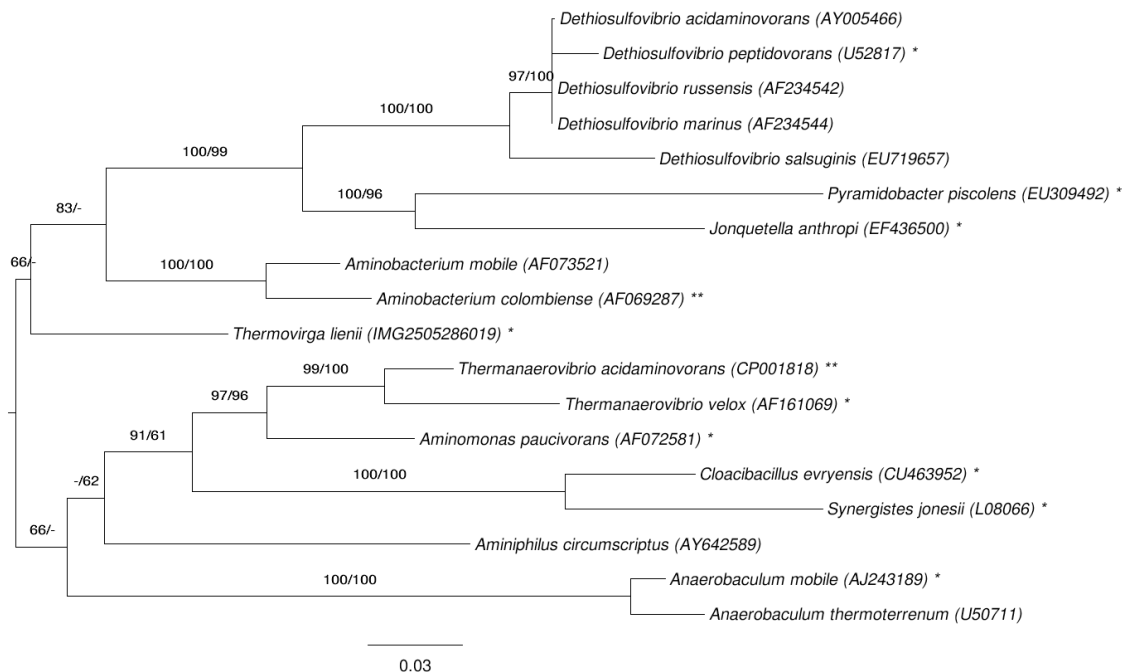 Dethiosulfovibrio acidaminovorans (AY005466)
Dethiosulfovibrio peptidovorans (U52817) *
97/100
Dethiosulfovibrio russensis (AF234542)
100/100
Dethiosulfovibrio marinus (AF234544)
100/99
Dethiosulfovibrio salsuginis (EU719657)
100/96
Pyramidobacter piscolens (EU309492) *
83/-
Jonquetella anthropi (EF436500) *
66/-
100/100
Aminobacterium mobile (AF073521)
Aminobacterium colombiense (AF069287) **
Thermovirga lienii (IMG2505286019) *
99/100
Thermanaerovibrio acidaminovorans (CP001818) **
97/96
Thermanaerovibrio velox (AF161069) *
91/61
Aminomonas paucivorans (AF072581) *
100/100
Cloacibacillus evryensis (CU463952) *
-/62
Synergistes jonesii (L08066) *
66/-
Aminiphilus circumscriptus (AY642589)
100/100
Anaerobaculum mobile (AJ243189) *
Anaerobaculum thermoterrenum (U50711)
0.03